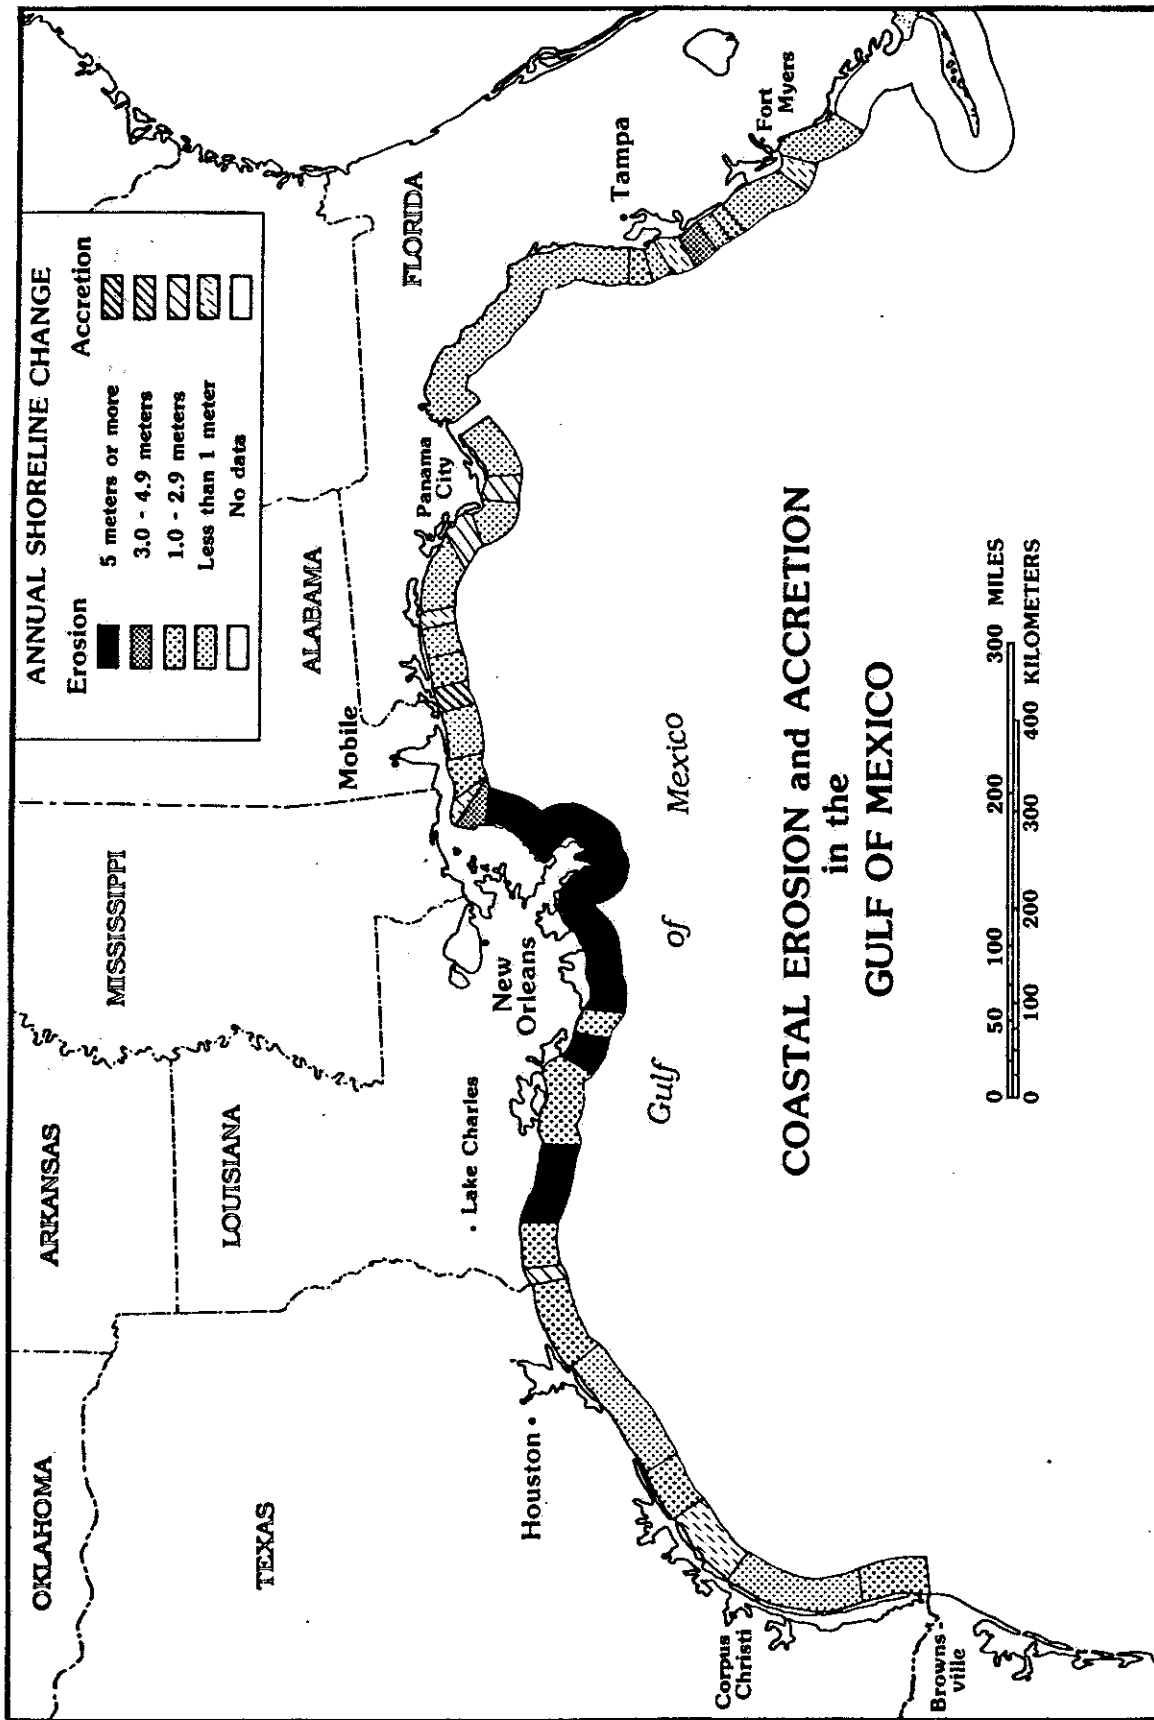 ANNUAL SHORELINE CHANGE
Erosion
Accretion
5 meters or more
3.0 - 4.9 meters
1.0 - 2.9 meters
Less than 1 meter
No data
OKLAHOMA
ARKANSAS
MISSISSIPPI
TEXAS
LOUISIANA
ALABAMA
FLORIDA
Mobile
Panama
City
Tampa
Fort
Myers
Houston
Lake Charles
New
Orleans
Corpus
Christi
Browns-
ville
Gulf
of
Mexico
COASTAL EROSION and ACCRETION
in the
GULF OF MEXICO
0 50 100 200 300 MILES
0 100 200 300 400 KILOMETERS